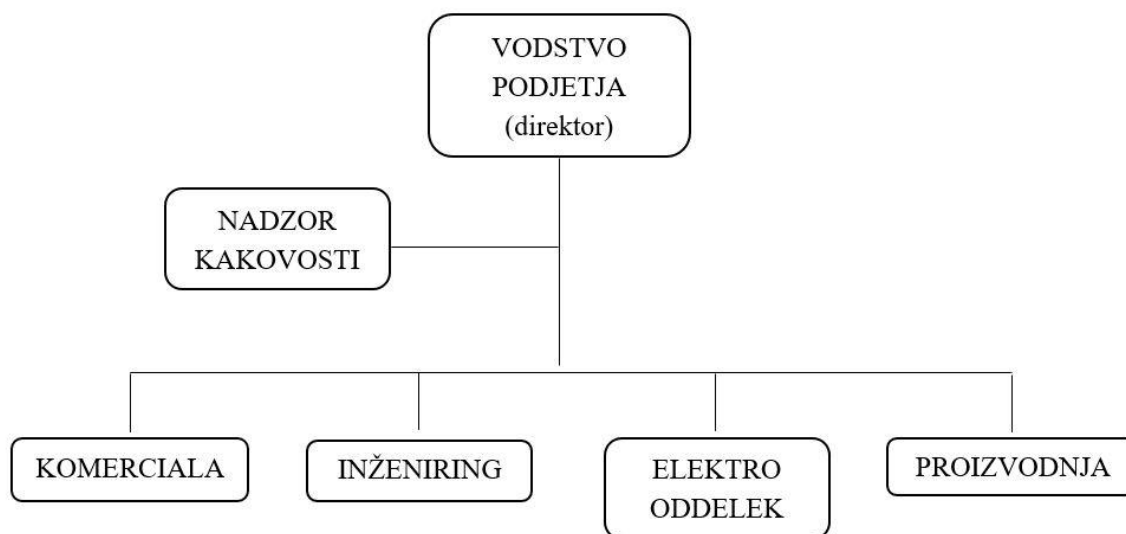 VODSTVO
PODJETJA
(direktor)
NADZOR
KAKOVOSTI
KOMERCIALA
INŽENIRING
ELEKTRO
ODDELEK
PROIZVODNJA